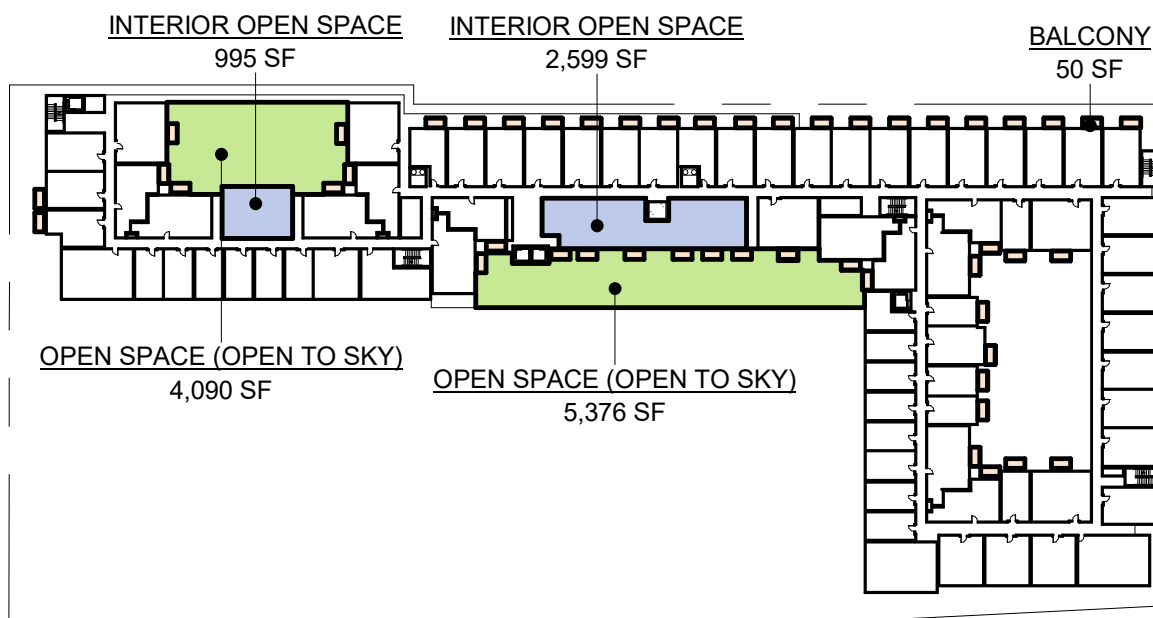 INTERIOR OPEN SPACE
995 SF
INTERIOR OPEN SPACE
2,599 SF
BALCONY
50 SF
OPEN SPACE (OPEN TO SKY)
4,090 SF
OPEN SPACE (OPEN TO SKY)
5,376 SF